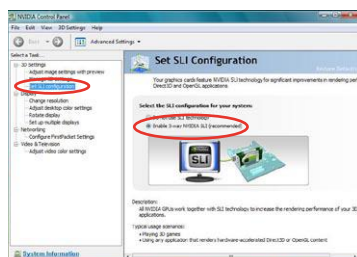 NVIDIA Control Panel
File Edit View 3D Settings Help
Advanced Settings
Select a Task...
3D Settings
Adjust image settings with preview
Set SLI configuration
Display
Change resolution
Adjust desktop color settings
Rotate display
Set up multiple displays
Networking
Configure FirstPacket Settings
Video & Television
Adjust video color settings
System Information
Set SLI Configuration
Your graphics cards feature NVIDIA SLI technology for significant improvements in rendering per
Direct3D and OpenGL applications.
Select the SLI configuration for your system:
Do not use SLI technology
Enable 3-way NVIDIA SLI (recommended)
SLI
Description:
All NVIDIA GPUs work together with SLI technology to increase the rendering performance of your 3D
applications.
Typical usage scenarios:
• Playing 3D games
• Using any application that renders hardware-accelerated Direct3D or OpenGL content